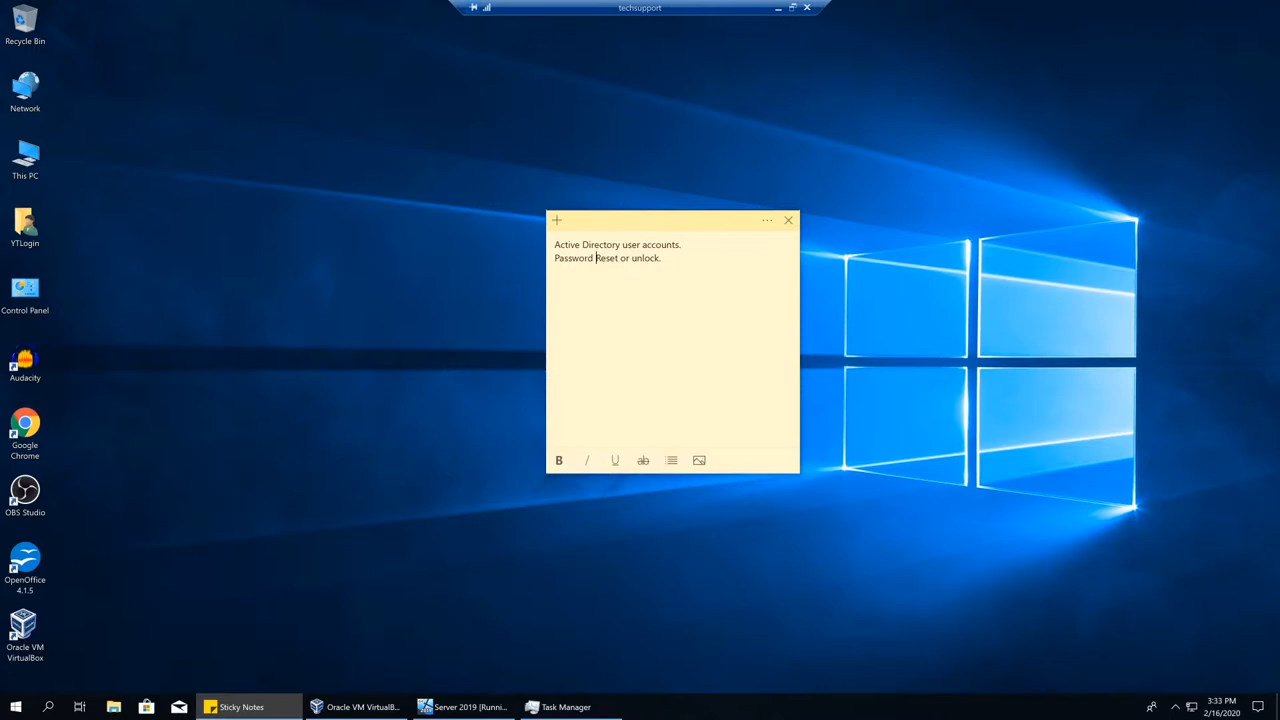 techsupport
Recycle Bin
Network
This PC
YTLogin
Control Panel
Audacity
Google
Chrome
OBS Studio
OpenOffice
4.1.5
Oracle VM
VirtualBox
Active Directory user accounts.
Password Reset or unlock.
B / U ab
Sticky Notes
Oracle VM VirtualB...
Server 2019 [Runni...
Task Manager
3:33 PM
2/16/2020